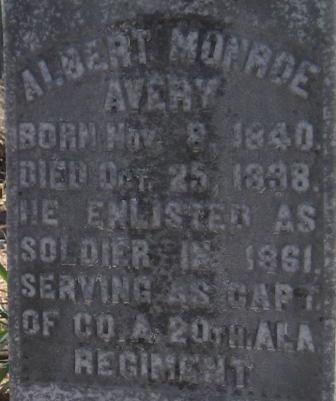 ALBERT MONROE
AVERY
BORN NOV. 8, 1840.
DIED OCT. 25, 1898.
HE ENLISTED AS
SOLDIER IN 1861.
SERVING AS CAPT.
OF CO. A. 20TH. ALA
REGIMENT